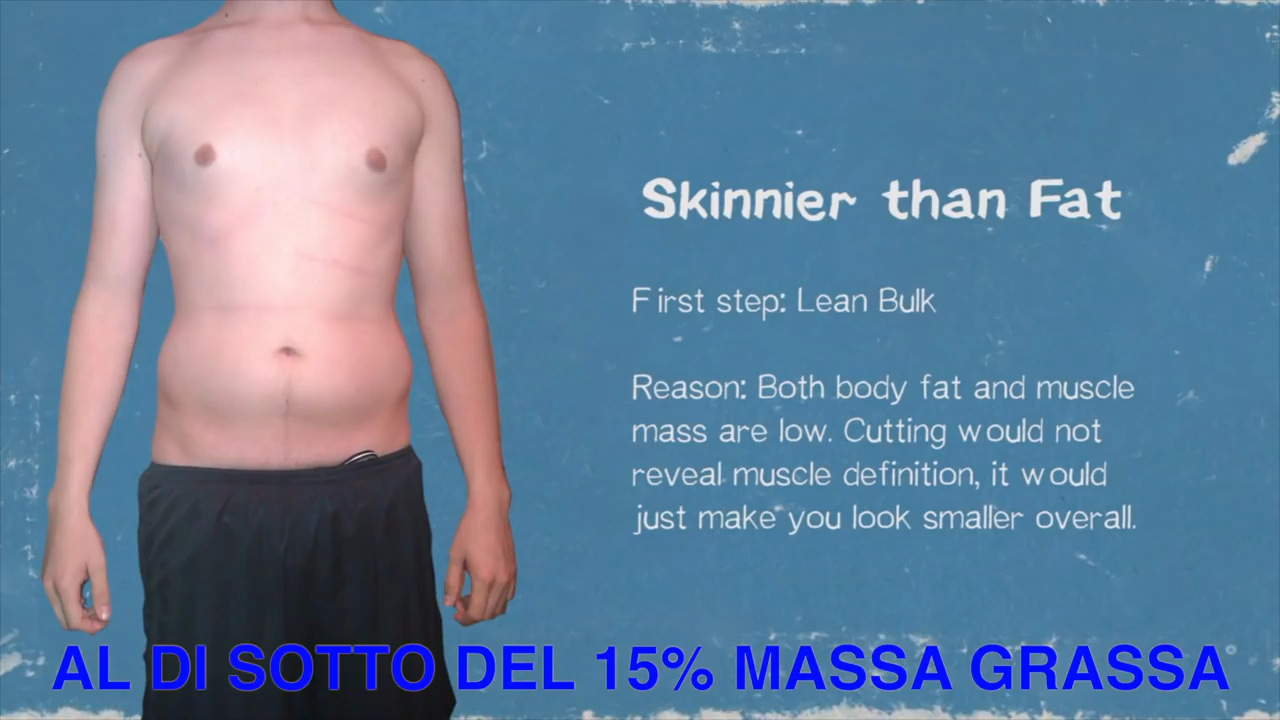 Skinnier than Fat
First step: Lean Bulk
Reason: Both body fat and muscle
mass are low. Cutting would not
reveal muscle definition, it would
just make you look smaller overall.
AL DI SOTTO DEL 15% MASSA GRASSA